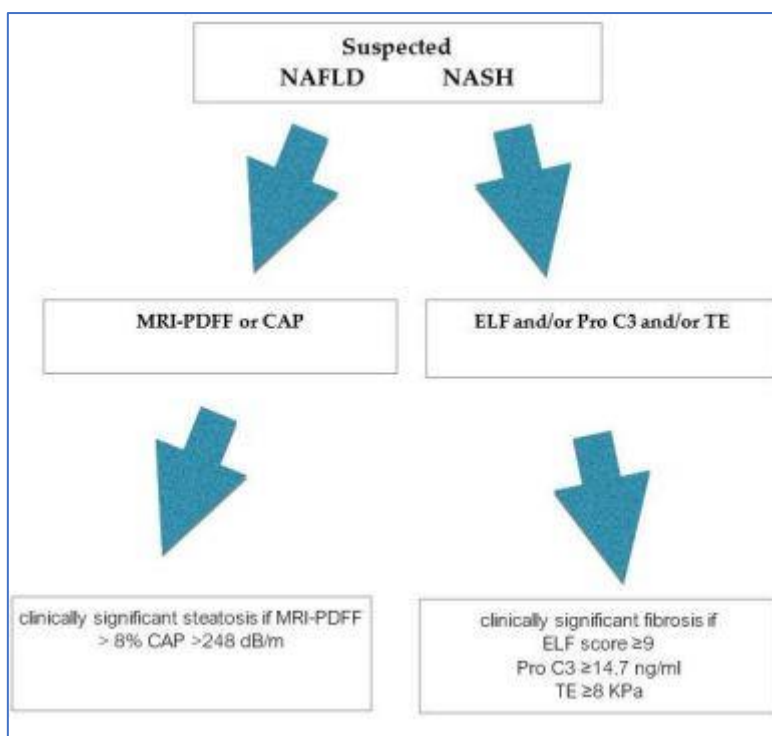 Suspected
NAFLD NASH
MRI-PDFF or CAP
ELF and/or Pro C3 and/or TE
clinically significant steatosis if MRI-PDFF
> 8% CAP >248 dB/m
clinically significant fibrosis if
ELF score ≥9
Pro C3 ≥14.7 ng/ml
TE ≥8 KPa